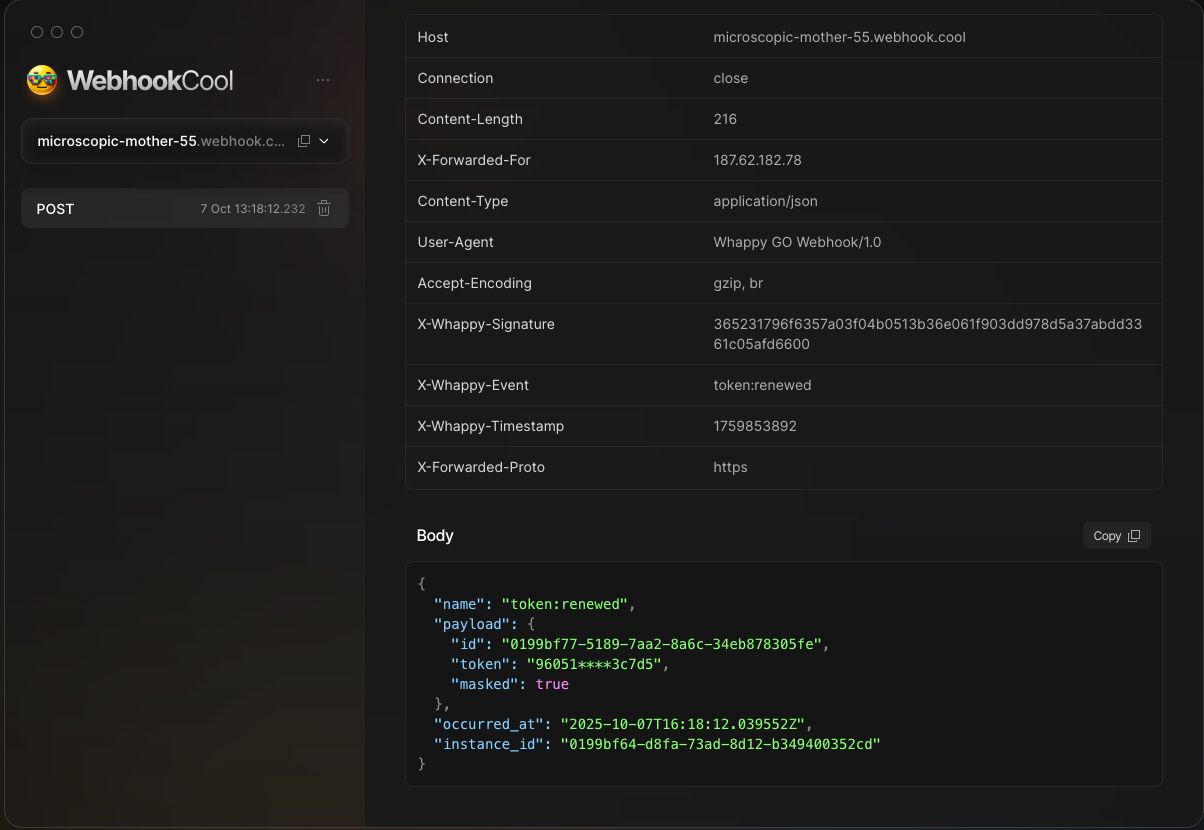 WebhookCool
...
microscopic-mother-55.webhook.c...
POST 7 Oct 13:18:12.232
Host microscopic-mother-55.webhook.cool
Connection close
Content-Length 216
X-Forwarded-For 187.62.182.78
Content-Type application/json
User-Agent Whappy GO Webhook/1.0
Accept-Encoding gzip, br
X-Whappy-Signature 365231796f6357a03f04b0513b36e061f903dd978d5a37abdd33
61c05afd6600
X-Whappy-Event token:renewed
X-Whappy-Timestamp 1759853892
X-Forwarded-Proto https
Body Copy
{
"name": "token:renewed",
"payload": {
"id": "0199bf77-5189-7aa2-8a6c-34eb878305fe",
"token": "96051****3c7d5",
"masked": true
},
"occurred_at": "2025-10-07T16:18:12.039552Z",
"instance_id": "0199bf64-d8fa-73ad-8d12-b349400352cd"
}